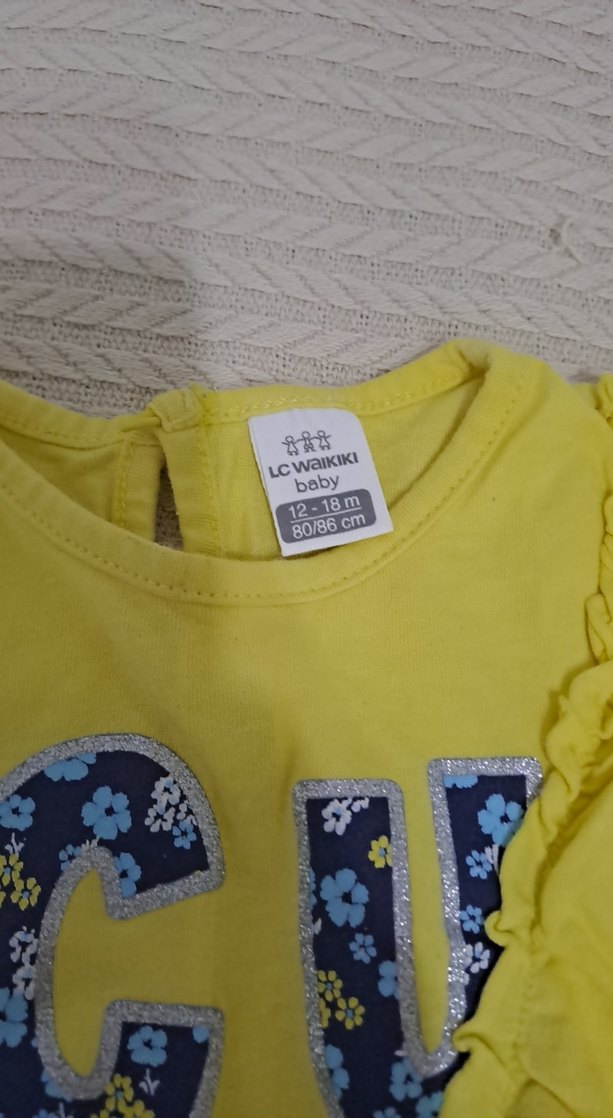 LC WAIKIKI
baby
12 - 18 m
80/86 cm
CU